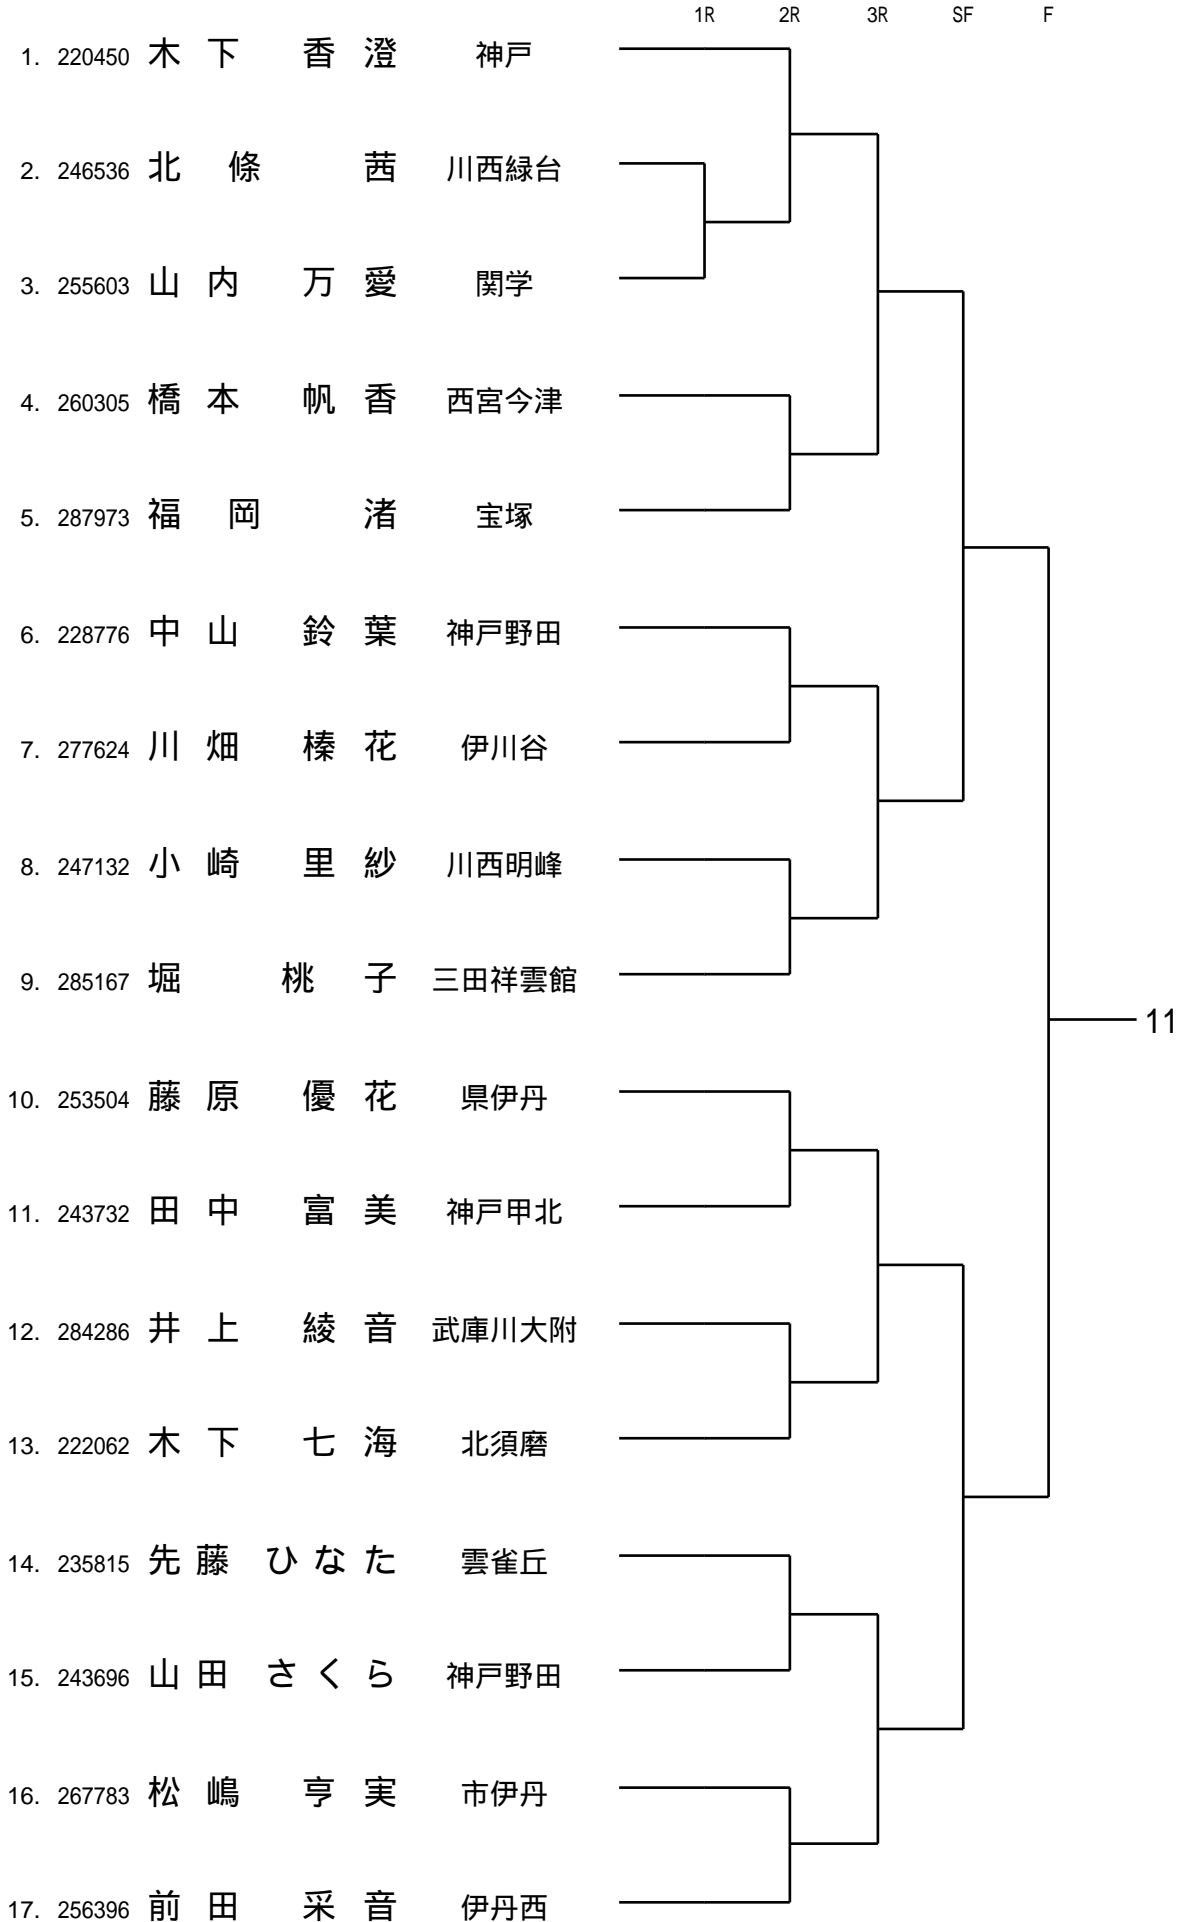 1R 2R 3R SF F
1. 220450 木下 香澄 神戸
2. 246536 北條 茜 川西緑台
3. 255603 山内 万愛 関学
4. 260305 橋本 帆香 西宮今津
5. 287973 福岡 渚 宝塚
6. 228776 中山 鈴葉 神戸野田
7. 277624 川畑 榛花 伊川谷
8. 247132 小崎 里紗 川西明峰
9. 285167 堀 桃子 三田祥雲館
11
10. 253504 藤原 優花 県伊丹
11. 243732 田中 富美 神戸甲北
12. 284286 井上 綾音 武庫川大附
13. 222062 木下 七海 北須磨
14. 235815 先藤 ひなた 雲雀丘
15. 243696 山田 さくら 神戸野田
16. 267783 松嶋 亨実 市伊丹
17. 256396 前田 采音 伊丹西